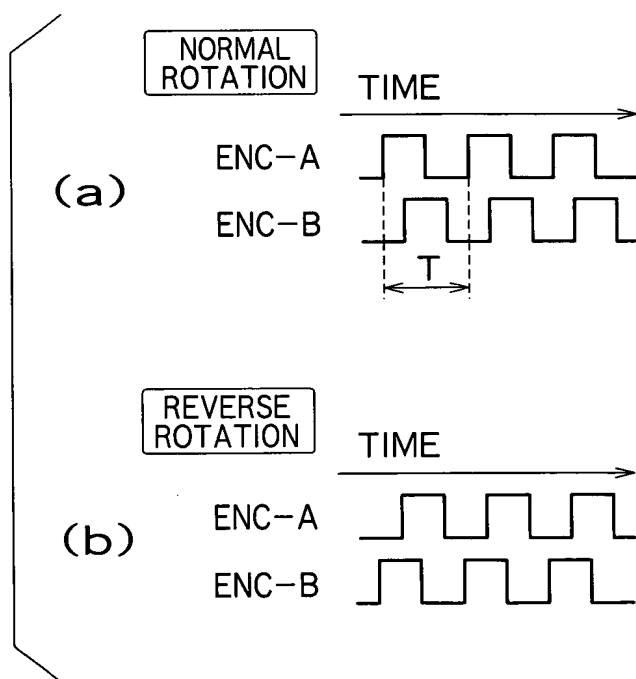 NORMAL
ROTATION
TIME
ENC-A
(a)
ENC-B
T
REVERSE
ROTATION
TIME
ENC-A
(b)
ENC-B